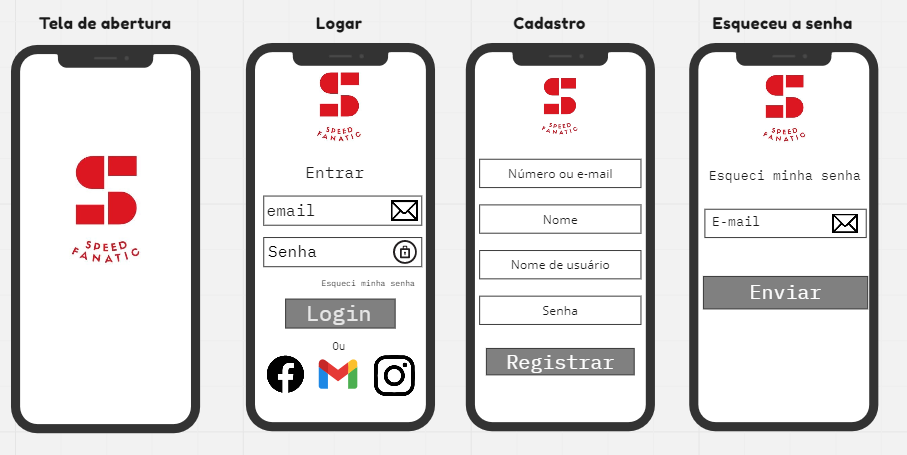 Tela de abertura
SPEED
FANATIC
Logar
SPEED
FANATIC
Entrar
email
Senha
Esqueci minha senha
Login
Ou
Cadastro
SPEED
FANATIC
Número ou e-mail
Nome
Nome de usuário
Senha
Registrar
Esqueceu a senha
SPEED
FANATIC
Esqueci minha senha
E-mail
Enviar